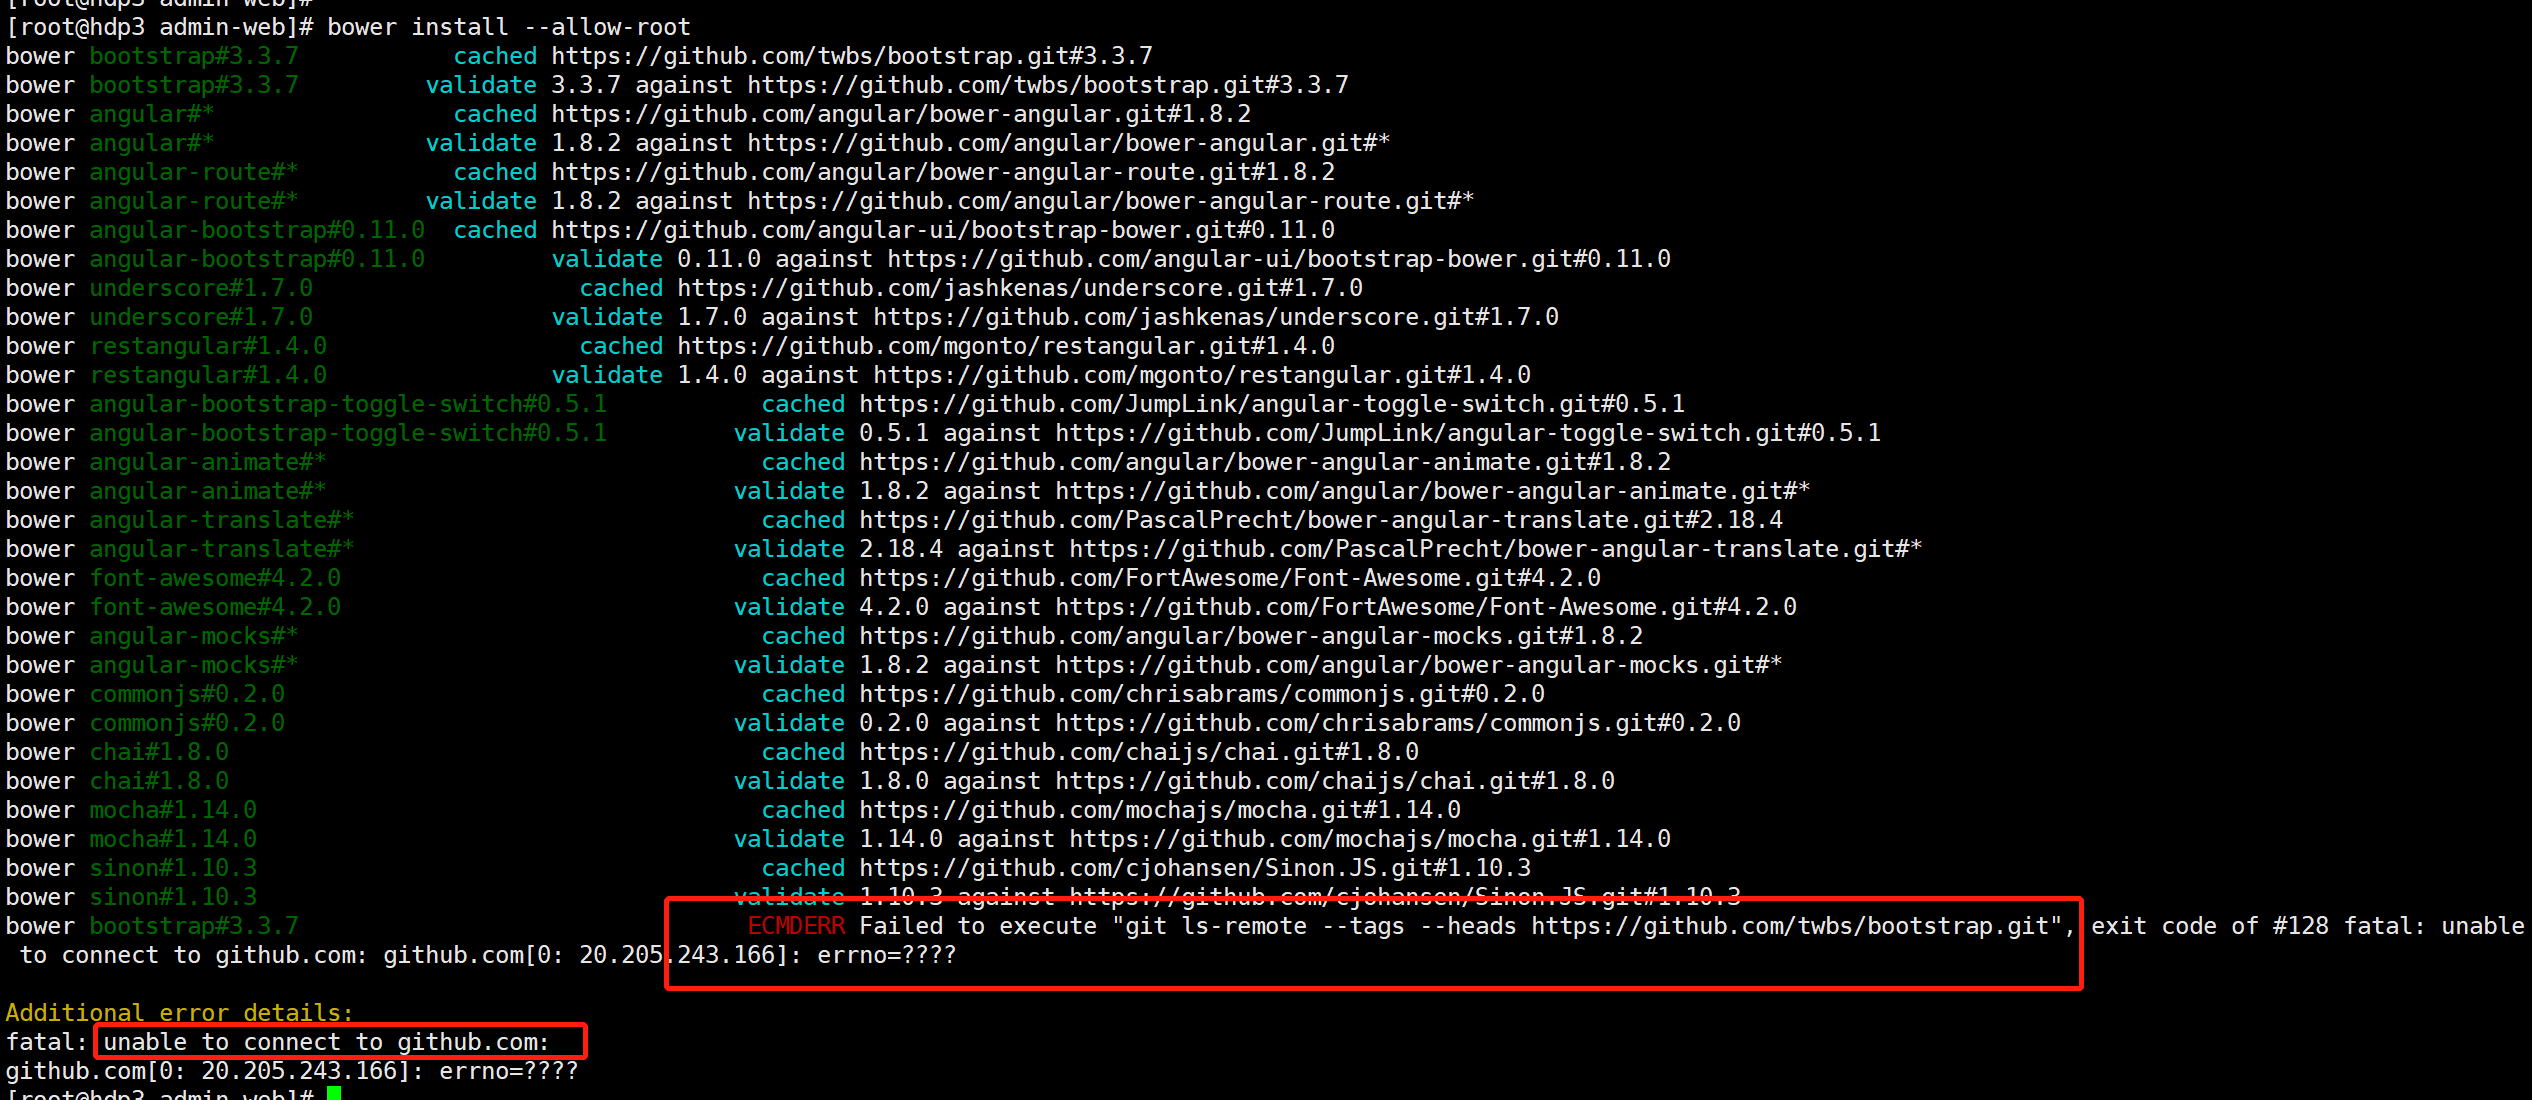 [root@hdp3 admin-web]#
[root@hdp3 admin-web]# bower install --allow-root
bower bootstrap#3.3.7 cached https://github.com/twbs/bootstrap.git#3.3.7
bower bootstrap#3.3.7 validate 3.3.7 against https://github.com/twbs/bootstrap.git#3.3.7
bower angular#* cached https://github.com/angular/bower-angular.git#1.8.2
bower angular#* validate 1.8.2 against https://github.com/angular/bower-angular.git#*
bower angular-route#* cached https://github.com/angular/bower-angular-route.git#1.8.2
bower angular-route#* validate 1.8.2 against https://github.com/angular/bower-angular-route.git#*
bower angular-bootstrap#0.11.0 cached https://github.com/angular-ui/bootstrap-bower.git#0.11.0
bower angular-bootstrap#0.11.0 validate 0.11.0 against https://github.com/angular-ui/bootstrap-bower.git#0.11.0
bower underscore#1.7.0 cached https://github.com/jashkenas/underscore.git#1.7.0
bower underscore#1.7.0 validate 1.7.0 against https://github.com/jashkenas/underscore.git#1.7.0
bower restangular#1.4.0 cached https://github.com/mgonto/restangular.git#1.4.0
bower restangular#1.4.0 validate 1.4.0 against https://github.com/mgonto/restangular.git#1.4.0
bower angular-bootstrap-toggle-switch#0.5.1 cached https://github.com/JumpLink/angular-toggle-switch.git#0.5.1
bower angular-bootstrap-toggle-switch#0.5.1 validate 0.5.1 against https://github.com/JumpLink/angular-toggle-switch.git#0.5.1
bower angular-animate#* cached https://github.com/angular/bower-angular-animate.git#1.8.2
bower angular-animate#* validate 1.8.2 against https://github.com/angular/bower-angular-animate.git#*
bower angular-translate#* cached https://github.com/PascalPrecht/bower-angular-translate.git#2.18.4
bower angular-translate#* validate 2.18.4 against https://github.com/PascalPrecht/bower-angular-translate.git#*
bower font-awesome#4.2.0 cached https://github.com/FortAwesome/Font-Awesome.git#4.2.0
bower font-awesome#4.2.0 validate 4.2.0 against https://github.com/FortAwesome/Font-Awesome.git#4.2.0
bower angular-mocks#* cached https://github.com/angular/bower-angular-mocks.git#1.8.2
bower angular-mocks#* validate 1.8.2 against https://github.com/angular/bower-angular-mocks.git#*
bower commonjs#0.2.0 cached https://github.com/chrisabrams/commonjs.git#0.2.0
bower commonjs#0.2.0 validate 0.2.0 against https://github.com/chrisabrams/commonjs.git#0.2.0
bower chai#1.8.0 cached https://github.com/chaijs/chai.git#1.8.0
bower chai#1.8.0 validate 1.8.0 against https://github.com/chaijs/chai.git#1.8.0
bower mocha#1.14.0 cached https://github.com/mochajs/mocha.git#1.14.0
bower mocha#1.14.0 validate 1.14.0 against https://github.com/mochajs/mocha.git#1.14.0
bower sinon#1.10.3 cached https://github.com/cjohansen/Sinon.JS.git#1.10.3
bower sinon#1.10.3 validate 1.10.3 against https://github.com/cjohansen/Sinon.JS.git#1.10.3
bower bootstrap#3.3.7 ECMDERR Failed to execute "git ls-remote --tags --heads https://github.com/twbs/bootstrap.git", exit code of #128 fatal: unable
to connect to github.com: github.com[0: 20.205.243.166]: errno=????
Additional error details:
fatal: unable to connect to github.com:
github.com[0: 20.205.243.166]: errno=????
[root@hdp3 admin-web]#